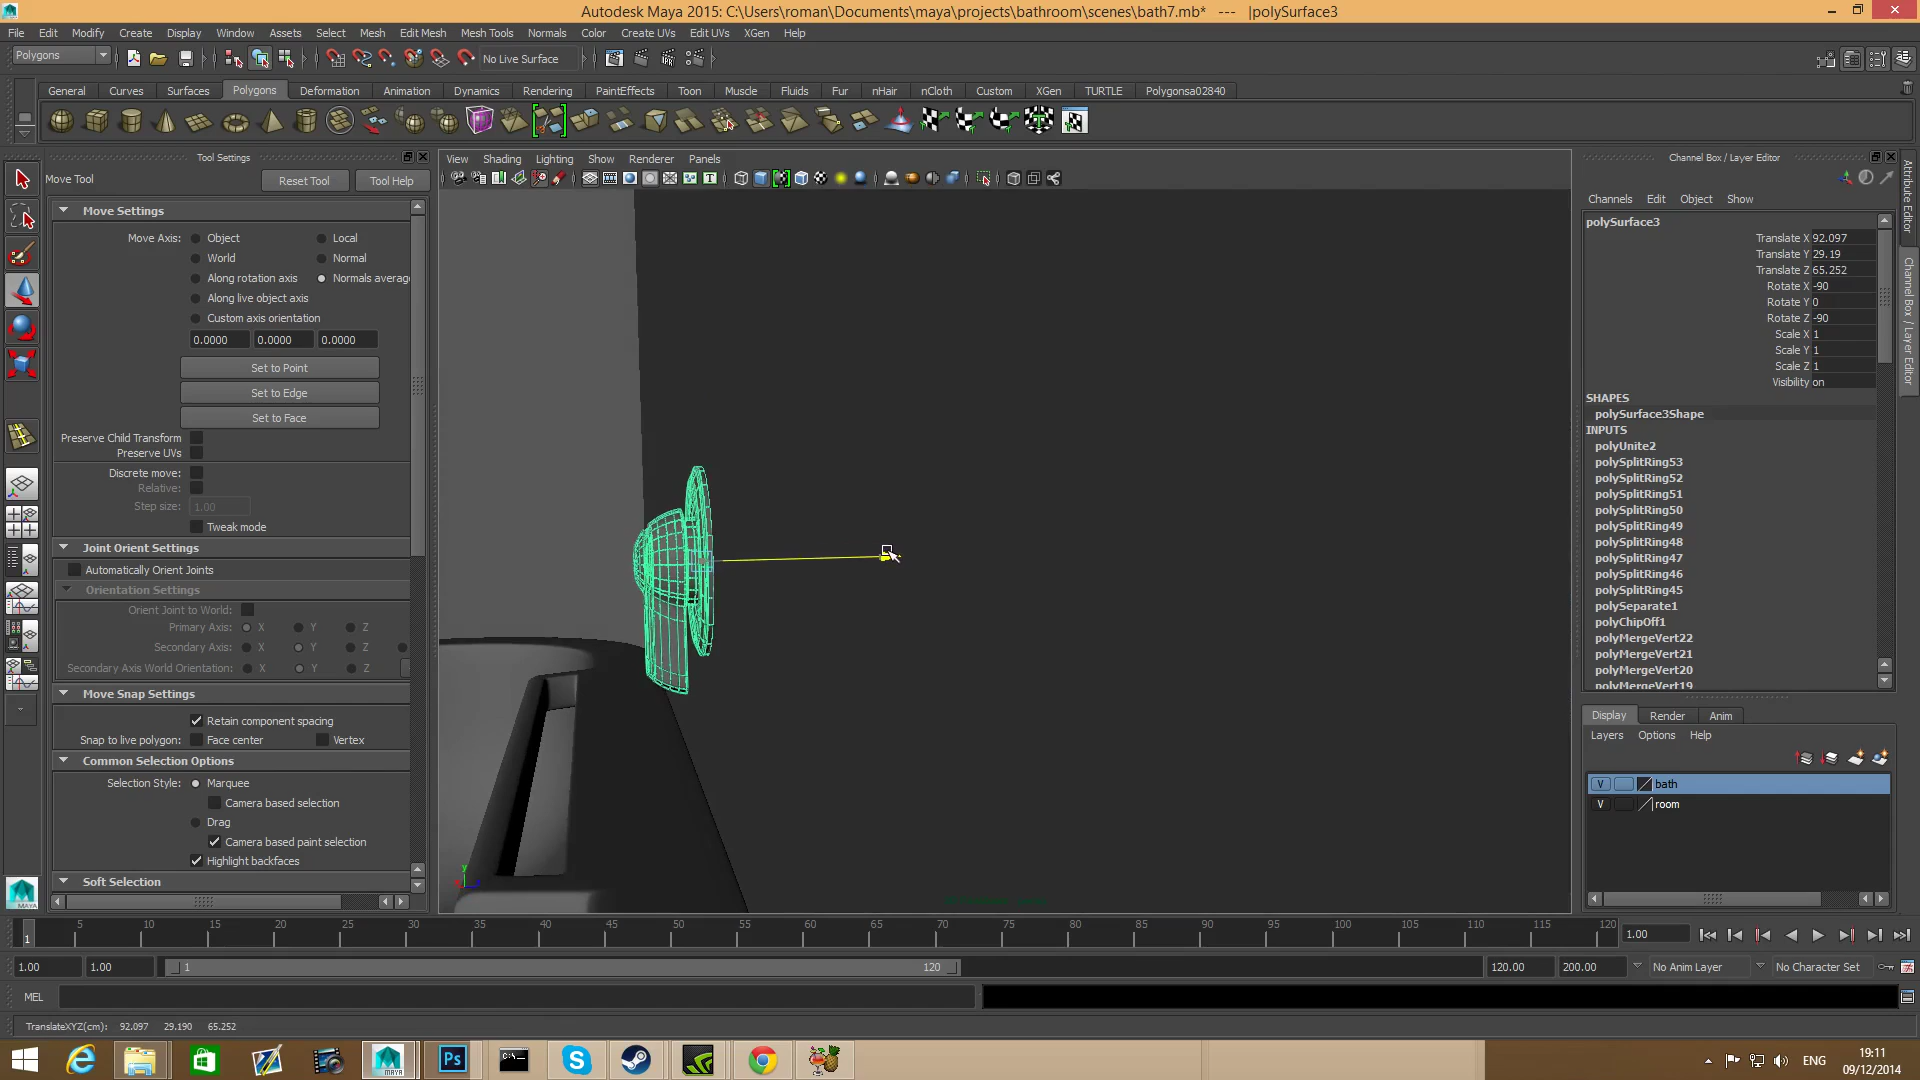 Autodesk Maya 2015: C:\Users\roman\Documents\maya\projects\bathroom\scenes\bath7.mb* --- |polySurface3
File Edit Modify Create Display Window Assets Select Mesh Edit Mesh Mesh Tools Normals Color Create UVs Edit UVs XGen Help
Polygons No Live Surface
General Curves Surfaces Polygons Deformation Animation Dynamics Rendering PaintEffects Toon Muscle Fluids Fur nHair nCloth Custom XGen TURTLE Polygonsa02840
Tool Settings
Move Tool Reset Tool Tool Help
Move Settings
Move Axis: Object Local
World Normal
Along rotation axis Normals averag
Along live object axis
Custom axis orientation
0.0000 0.0000 0.0000
Set to Point
Set to Edge
Set to Face
Preserve Child Transform
Preserve UVs
Discrete move:
Relative:
Step size: 1.00
Tweak mode
Joint Orient Settings
Automatically Orient Joints
Orientation Settings
Orient Joint to World:
Primary Axis: X Y Z
Secondary Axis: X Y Z
Secondary Axis World Orientation: X Y Z
Move Snap Settings
Retain component spacing
Snap to live polygon: Face center Vertex
Common Selection Options
Selection Style: Marquee
Camera based selection
Drag
Camera based paint selection
Highlight backfaces
Soft Selection
View Shading Lighting Show Renderer Panels
y
Channel Box / Layer Editor
Channels Edit Object Show
polySurface3
Translate X 92.097
Translate Y 29.19
Translate Z 65.252
Rotate X -90
Rotate Y 0
Rotate Z -90
Scale X 1
Scale Y 1
Scale Z 1
Visibility on
SHAPES
polySurface3Shape
INPUTS
polyUnite2
polySplitRing53
polySplitRing52
polySplitRing51
polySplitRing50
polySplitRing49
polySplitRing48
polySplitRing47
polySplitRing46
polySplitRing45
polySeparate1
polyChipOff1
polyMergeVert22
polyMergeVert21
polyMergeVert20
polyMergeVert19
Display Render Anim
Layers Options Help
V bath
V room
Attribute Editor
Channel Box / Layer Editor
1 5 10 15 20 25 30 35 40 45 50 55 60 65 70 75 80 85 90 95 100 105 110 115 120 1.00
1.00 1.00 1 120 120.00 200.00 No Anim Layer No Character Set
MEL
TranslateXYZ(cm): 92.097 29.190 65.252
MAYA
Ps
ENG
19:11
09/12/2014